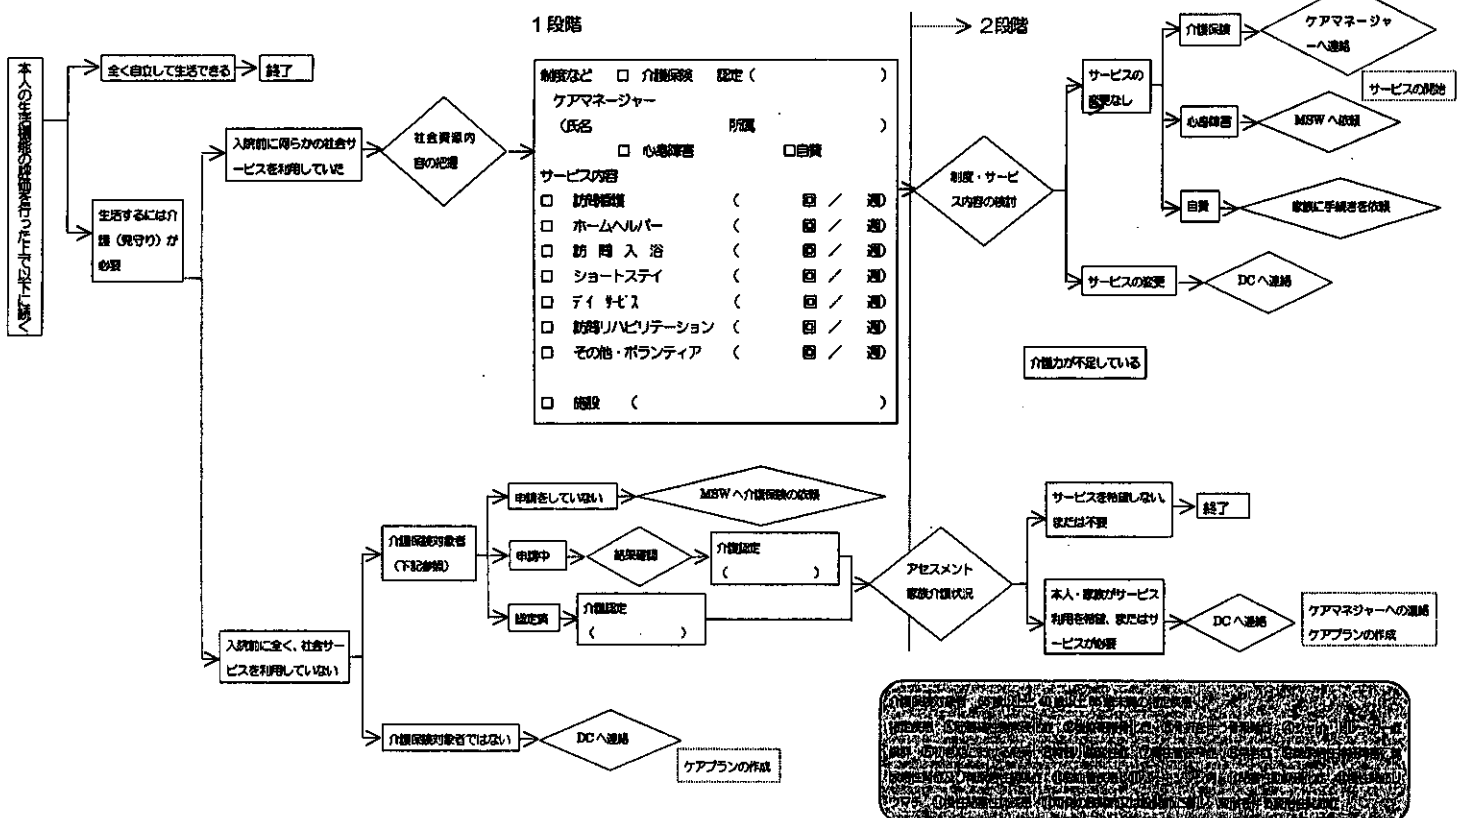 1段階
2段階
本人の生活機能の評価を行った上で以下に続く
全く自立して生活できる
終了
生活するには介
護（見守り）が
必要
入院前に何らかの社会サ
ービスを利用していた
社会資源内
容の把握
制度など □ 介護保険 認定（ ）
ケアマネージャー
（氏名 所属 ）
□ 心身障害 □自費
サービス内容
□ 訪問看護 （ 回 ／ 週）
□ ホームヘルパー （ 回 ／ 週）
□ 訪 問 入 浴 （ 回 ／ 週）
□ ショートステイ （ 回 ／ 週）
□ デイ サービス （ 回 ／ 週）
□ 訪問リハビリテーション （ 回 ／ 週）
□ その他・ボランティア （ 回 ／ 週）
□ 施設 （ ）
制度・サービ
ス内容の検討
サービスの
変更なし
介護保険
ケアマネージャ
ーへ連絡
サービスの開始
心身障害
MSWへ依頼
自費
家族に手続きを依頼
サービスの変更
DCへ連絡
介護力が不足している
入院前に全く、社会サー
ビスを利用していない
介護保険対象者
（下記参照）
申請をしていない
MSWへ介護保険の依頼
申請中
結果確認
介護認定
（ ）
認定済
介護認定
（ ）
アセスメント
家族介護状況
サービスを希望しない、
または不要
終了
本人・家族がサービス
利用を希望、またはサ
ービスが必要
DCへ連絡
ケアマネジャーへの連絡
ケアプランの作成
介護保険対象者ではない
DCへ連絡
ケアプランの作成